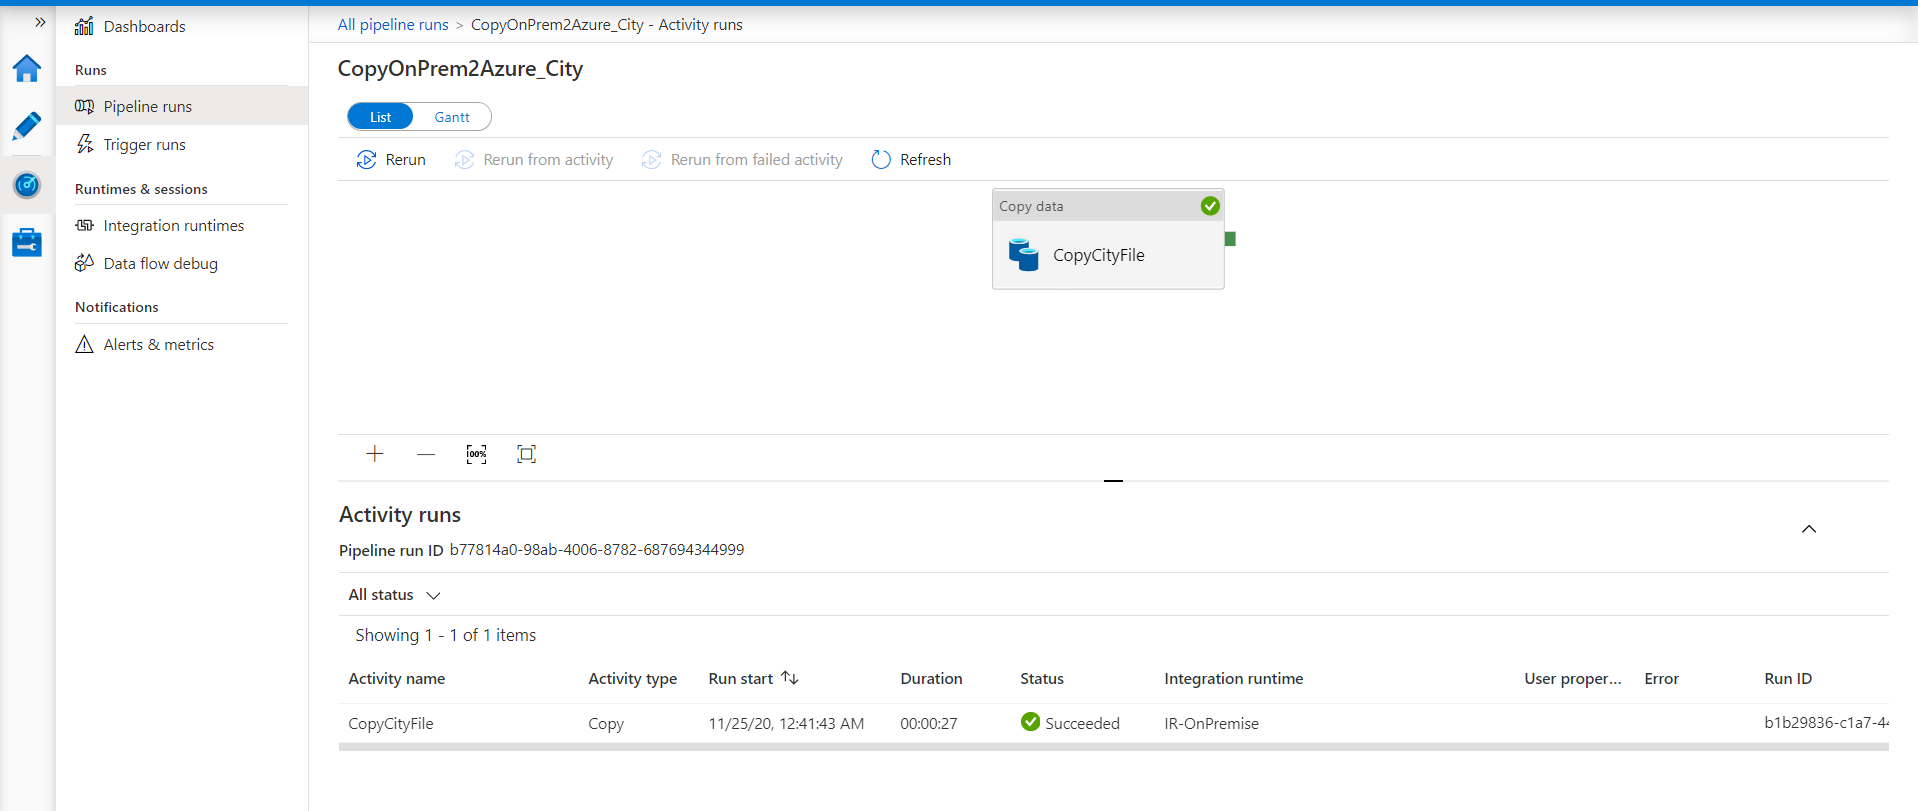 Dashboards
Runs
Pipeline runs
Trigger runs
Runtimes & sessions
Integration runtimes
Data flow debug
Notifications
Alerts & metrics
All pipeline runs > CopyOnPrem2Azure_City - Activity runs
CopyOnPrem2Azure_City
List Gantt
Rerun Rerun from activity Rerun from failed activity Refresh
Copy data
CopyCityFile
100%
Activity runs
Pipeline run ID b77814a0-98ab-4006-8782-687694344999
All status
Showing 1 - 1 of 1 items
Activity name Activity type Run start Duration Status Integration runtime User proper... Error Run ID
CopyCityFile Copy 11/25/20, 12:41:43 AM 00:00:27 Succeeded IR-OnPremise b1b29836-c1a7-44